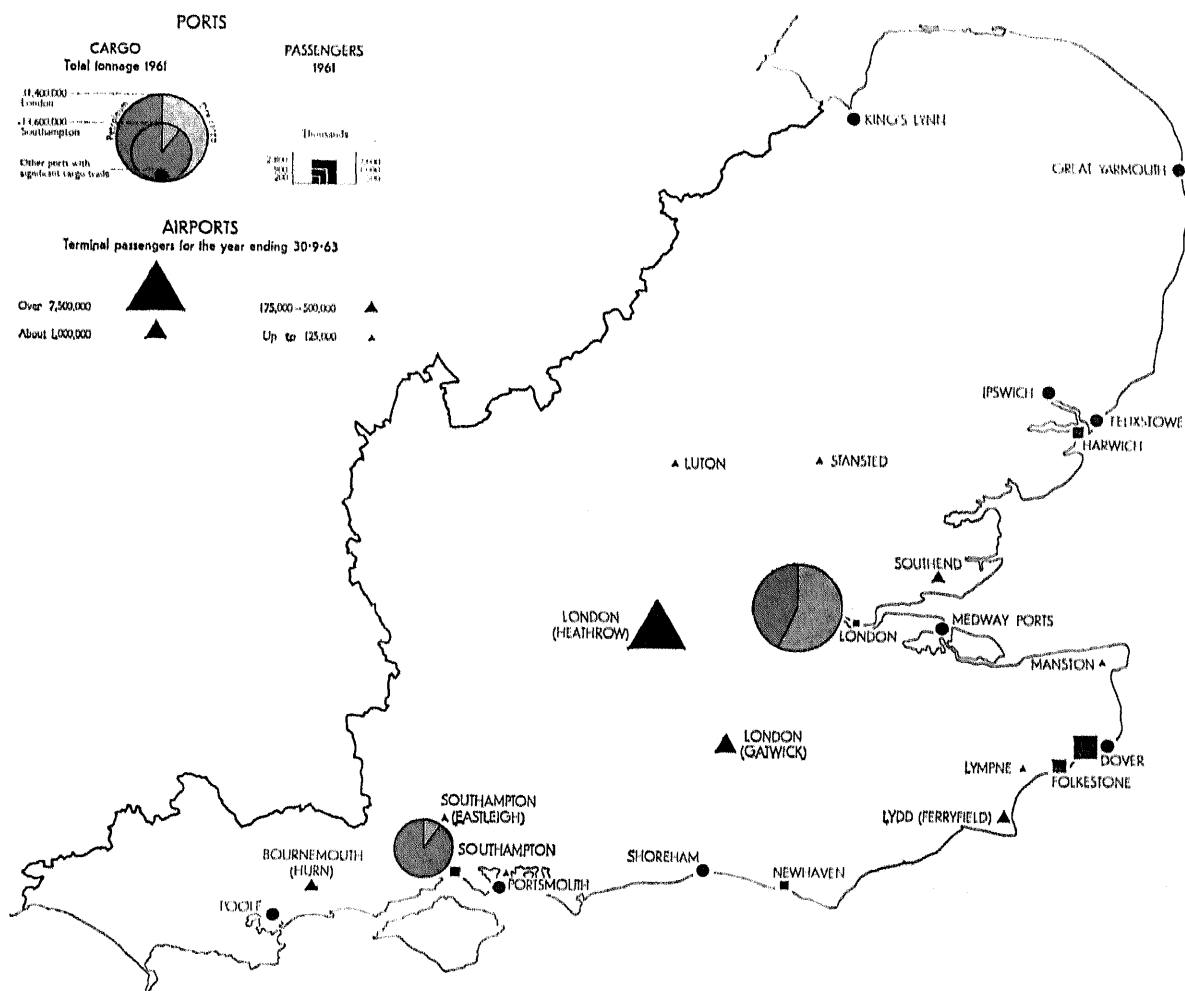 PORTS
CARGO
Total tonnage 1961
PASSENGERS
1961
London
Southampton
Other ports with
significant cargo trade
Petroleum
Thousands
AIRPORTS
Terminal passengers for the year ending 30·9·63
Over 7,500,000
About 1,000,000
175,000 – 500,000
Up to 125,000
KING'S LYNN
GREAT YARMOUTH
IPSWICH
FELIXSTOWE
HARWICH
LUTON
STANSTED
SOUTHEND
LONDON
(HEATHROW)
LONDON
MEDWAY PORTS
MANSTON
LONDON
(GATWICK)
DOVER
LYMPNE
FOLKESTONE
SOUTHAMPTON
(EASTLEIGH)
LYDD (FERRYFIELD)
BOURNEMOUTH
(HURN)
SOUTHAMPTON
SHOREHAM
NEWHAVEN
PORTSMOUTH
POOLE